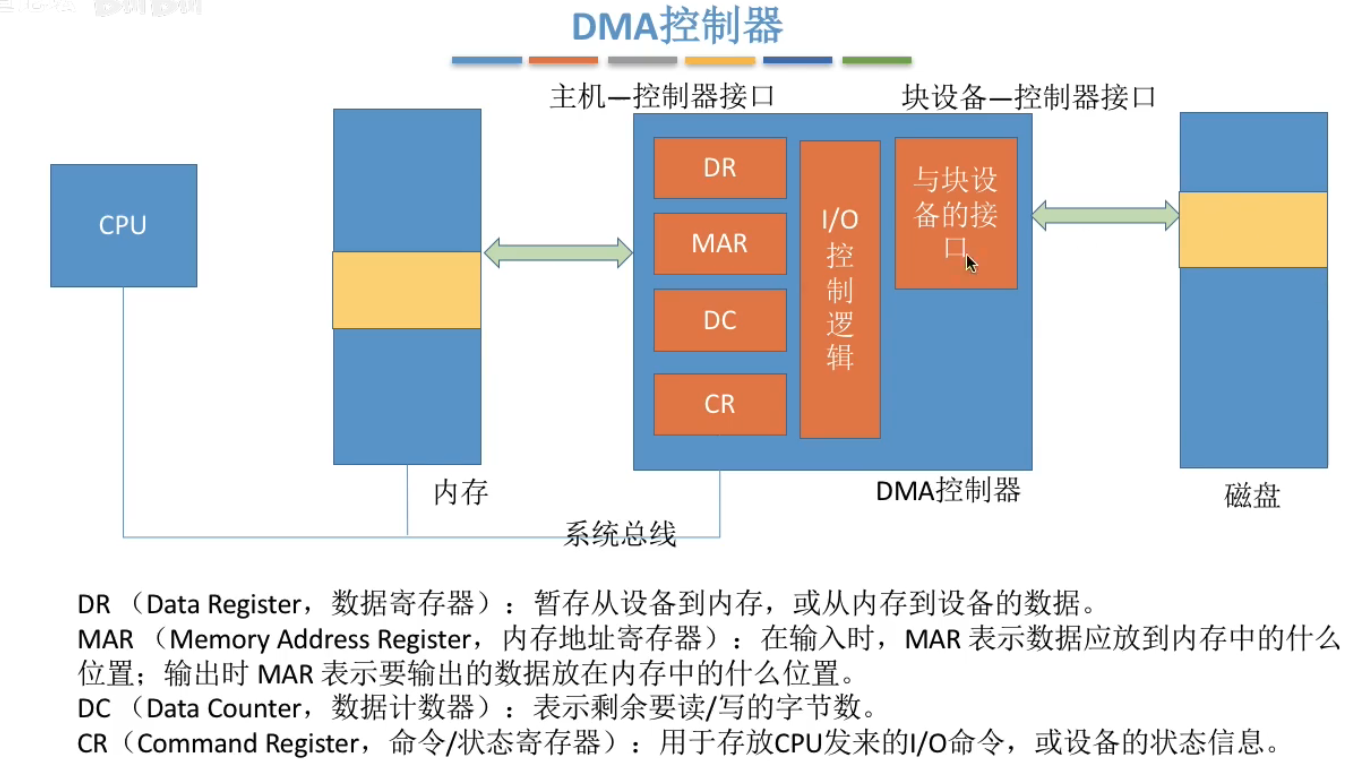 DMA控制器
主机—控制器接口
块设备—控制器接口
CPU
DR
MAR
DC
CR
I/O
控
制
逻
辑
与块设
备的接
口
内存
DMA控制器
磁盘
系统总线
DR （Data Register，数据寄存器）：暂存从设备到内存，或从内存到设备的数据。
MAR （Memory Address Register，内存地址寄存器）：在输入时，MAR 表示数据应放到内存中的什么
位置；输出时 MAR 表示要输出的数据放在内存中的什么位置。
DC （Data Counter，数据计数器）：表示剩余要读/写的字节数。
CR（Command Register，命令/状态寄存器）：用于存放CPU发来的I/O命令，或设备的状态信息。